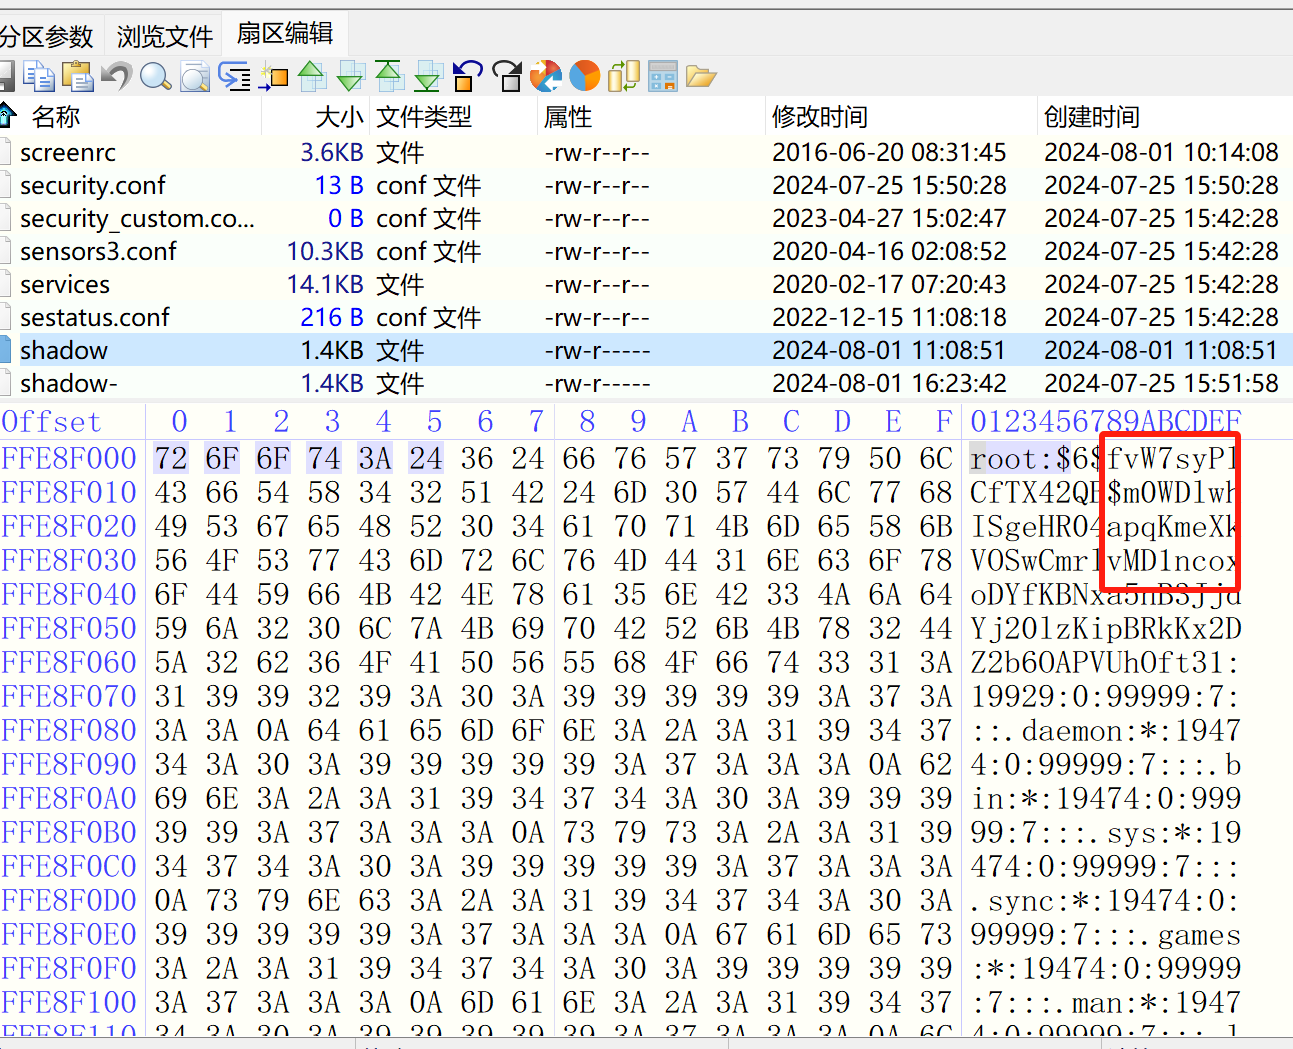 分区参数 浏览文件 扇区编辑
名称 大小 文件类型 属性 修改时间 创建时间
screenrc 3.6KB 文件 -rw-r--r-- 2016-06-20 08:31:45 2024-08-01 10:14:08
security.conf 13 B conf 文件 -rw-r--r-- 2024-07-25 15:50:28 2024-07-25 15:50:28
security_custom.co... 0 B conf 文件 -rw-r--r-- 2023-04-27 15:02:47 2024-07-25 15:42:28
sensors3.conf 10.3KB conf 文件 -rw-r--r-- 2020-04-16 02:08:52 2024-07-25 15:42:28
services 14.1KB 文件 -rw-r--r-- 2020-02-17 07:20:43 2024-07-25 15:42:28
sestatus.conf 216 B conf 文件 -rw-r--r-- 2022-12-15 11:08:18 2024-07-25 15:42:28
shadow 1.4KB 文件 -rw-r----- 2024-08-01 11:08:51 2024-08-01 11:08:51
shadow- 1.4KB 文件 -rw-r----- 2024-08-01 16:23:42 2024-07-25 15:51:58
Offset 0 1 2 3 4 5 6 7 8 9 A B C D E F 0123456789ABCDEF
FFE8F000 72 6F 6F 74 3A 24 36 24 66 76 57 37 73 79 50 6C root:$6$fvW7syPl
FFE8F010 43 66 54 58 34 32 51 42 24 6D 30 57 44 6C 77 68 CfTX42QB$m0WDlwh
FFE8F020 49 53 67 65 48 52 30 34 61 70 71 4B 6D 65 58 6B ISgeHR04apqKmeXk
FFE8F030 56 4F 53 77 43 6D 72 6C 76 4D 44 31 6E 63 6F 78 VOSwCmrlvMD1ncox
FFE8F040 6F 44 59 66 4B 42 4E 78 61 35 6E 42 33 4A 6A 64 oDYfKBNxa5nB3Jjd
FFE8F050 59 6A 32 30 6C 7A 4B 69 70 42 52 6B 4B 78 32 44 Yj20lzKipBRkKx2D
FFE8F060 5A 32 62 36 4F 41 50 56 55 68 4F 66 74 33 31 3A Z2b6OAPVUhOft31:
FFE8F070 31 39 39 32 39 3A 30 3A 39 39 39 39 39 3A 37 3A 19929:0:99999:7:
FFE8F080 3A 3A 0A 64 61 65 6D 6F 6E 3A 2A 3A 31 39 34 37 ::.daemon:*:1947
FFE8F090 34 3A 30 3A 39 39 39 39 39 3A 37 3A 3A 3A 0A 62 4:0:99999:7:::.b
FFE8F0A0 69 6E 3A 2A 3A 31 39 34 37 34 3A 30 3A 39 39 39 in:*:19474:0:999
FFE8F0B0 39 39 3A 37 3A 3A 3A 0A 73 79 73 3A 2A 3A 31 39 99:7:::.sys:*:19
FFE8F0C0 34 37 34 3A 30 3A 39 39 39 39 39 3A 37 3A 3A 3A 474:0:99999:7:::
FFE8F0D0 0A 73 79 6E 63 3A 2A 3A 31 39 34 37 34 3A 30 3A .sync:*:19474:0:
FFE8F0E0 39 39 39 39 39 3A 37 3A 3A 3A 0A 67 61 6D 65 73 99999:7:::.games
FFE8F0F0 3A 2A 3A 31 39 34 37 34 3A 30 3A 39 39 39 39 39 :*:19474:0:99999
FFE8F100 3A 37 3A 3A 3A 0A 6D 61 6E 3A 2A 3A 31 39 34 37 :7:::.man:*:1947
FFE8F110 34 3A 30 3A 39 39 39 39 39 3A 37 3A 3A 3A 0A 6C 4:0:99999:7:::.l